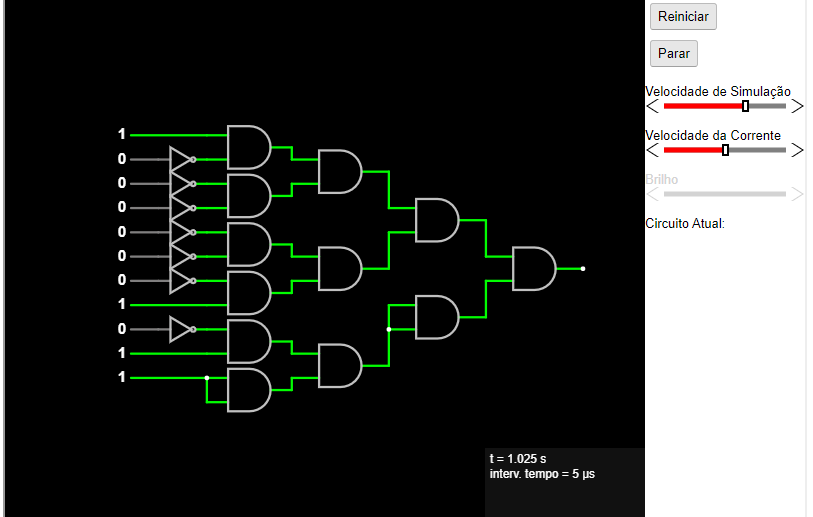 Reiniciar
Parar
Velocidade de Simulação
Velocidade da Corrente
Brilho
Circuito Atual:
1
0
0
0
0
0
0
1
0
1
1
t = 1.025 s
interv. tempo = 5 µs